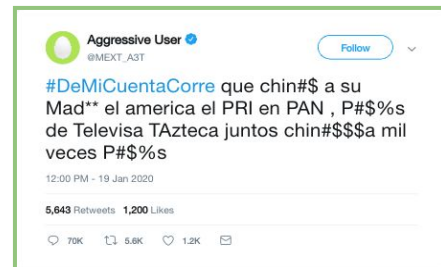 Aggressive User
@MEXT_A3T
Follow
#DeMiCuentaCorre que chin#$ a su
Mad** el america el PRI en PAN , P#$%s
de Televisa TAzteca juntos chin#$$$a mil
veces P#$%s
12:00 PM - 19 Jan 2020
5,643 Retweets 1,200 Likes
70K 5.6K 1.2K